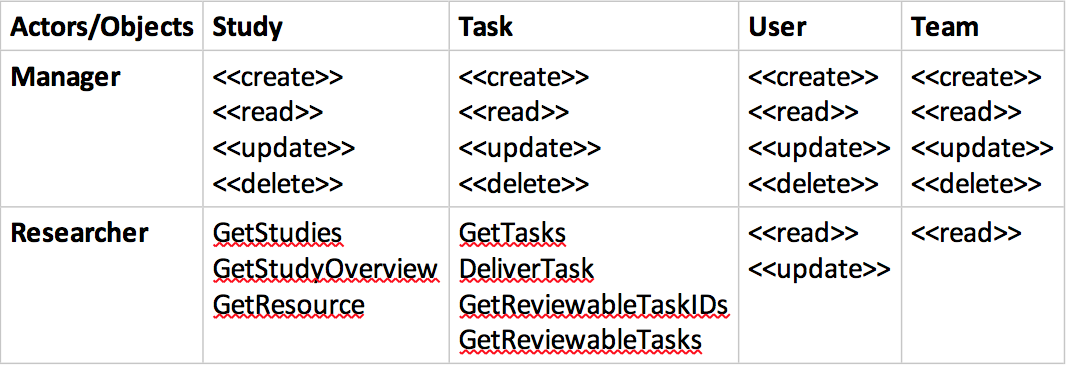 Actors/Objects Study Task User Team
Manager <<create>> <<create>> <<create>> <<create>>
<<read>> <<read>> <<read>> <<read>>
<<update>> <<update>> <<update>> <<update>>
<<delete>> <<delete>> <<delete>> <<delete>>
Researcher GetStudies GetTasks <<read>> <<read>>
GetStudyOverview DeliverTask <<update>>
GetResource GetReviewableTaskIDs
GetReviewableTasks